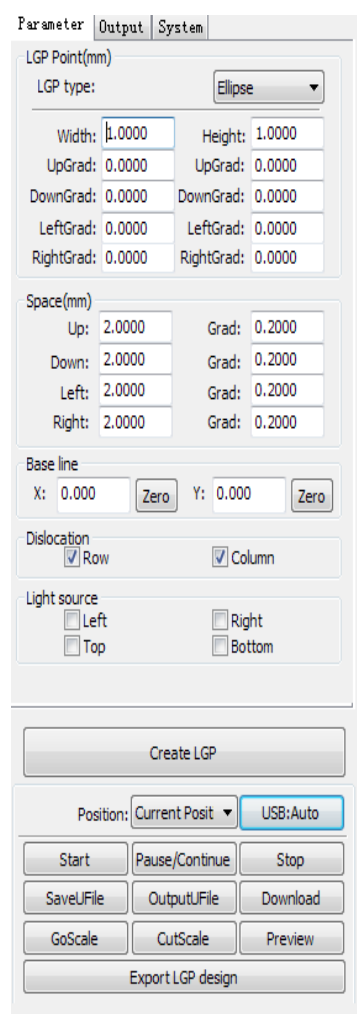 Parameter Output System
LGP Point(mm)
LGP type: Ellipse
Width: 1.0000 Height: 1.0000
UpGrad: 0.0000 UpGrad: 0.0000
DownGrad: 0.0000 DownGrad: 0.0000
LeftGrad: 0.0000 LeftGrad: 0.0000
RightGrad: 0.0000 RightGrad: 0.0000
Space(mm)
Up: 2.0000 Grad: 0.2000
Down: 2.0000 Grad: 0.2000
Left: 2.0000 Grad: 0.2000
Right: 2.0000 Grad: 0.2000
Base line
X: 0.000 Zero Y: 0.000 Zero
Dislocation
Row Column
Light source
Left Right
Top Bottom
Create LGP
Position: Current Posit USB:Auto
Start Pause/Continue Stop
SaveUFile OutputUFile Download
GoScale CutScale Preview
Export LGP design